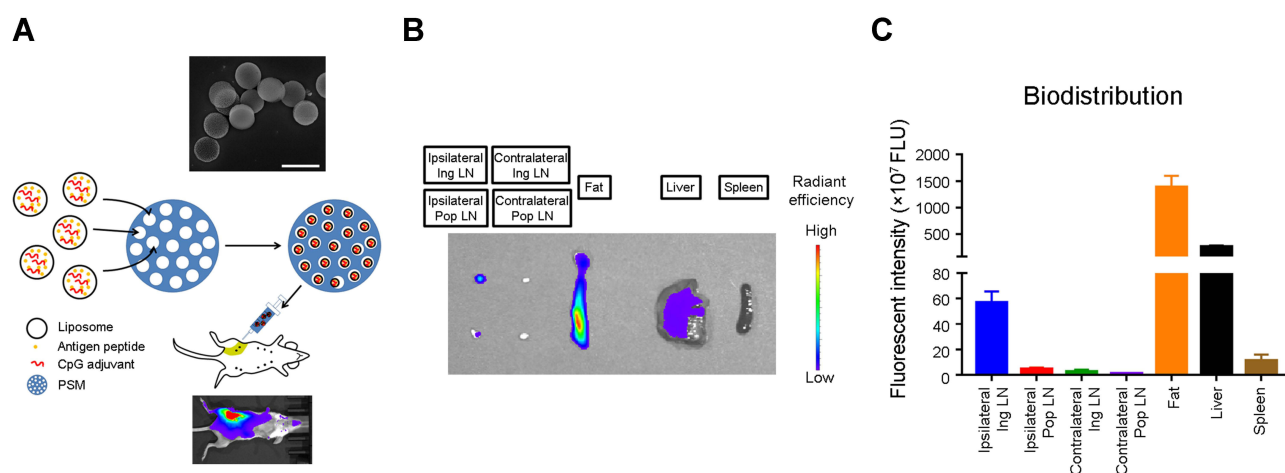 A
Liposome
Antigen peptide
CpG adjuvant
PSM
B
Ipsilateral
Ing LN
Contralateral
Ing LN
Ipsilateral
Pop LN
Contralateral
Pop LN
Fat
Liver
Spleen
Radiant
efficiency
High
Low
C
Biodistribution
Fluorescent intensity (×10⁷ FLU)
2000
1500
1000
500
80
60
40
20
0
Ipsilateral
Ing LN
Ipsilateral
Pop LN
Contralateral
Ing LN
Contralateral
Pop LN
Fat
Liver
Spleen